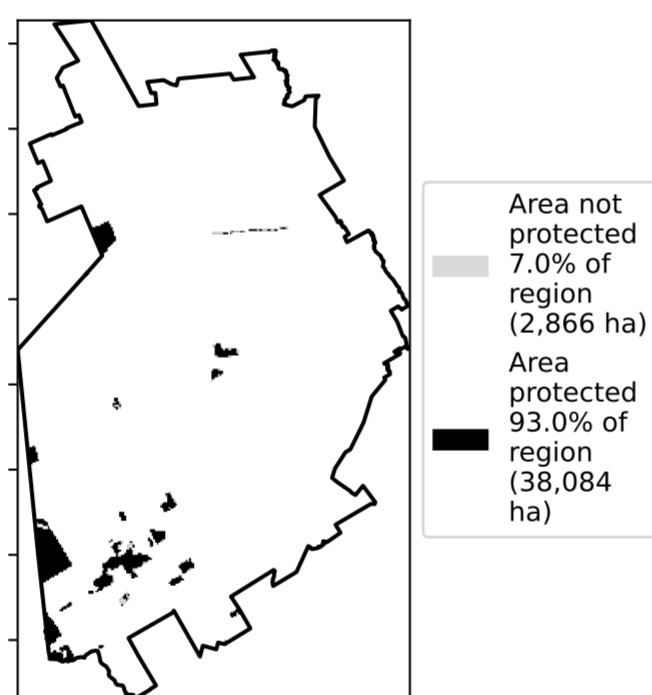 Area not
protected
7.0% of
region
(2,866 ha)
Area
protected
93.0% of
region
(38,084
ha)